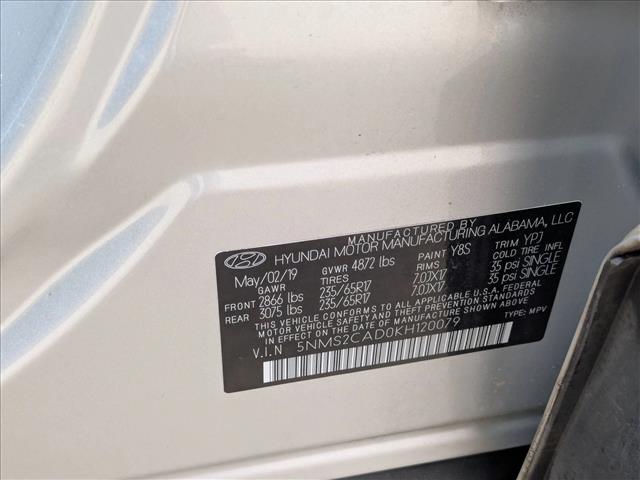 MANUFACTURED BY
HYUNDAI MOTOR MANUFACTURING ALABAMA, LLC
May/02/19 GVWR 4872 lbs PAINT Y8S TRIM YPJ
GAWR TIRES RIMS COLD TIRE INFL
FRONT 2866 lbs 235/65R17 7.0JX17 35 psi SINGLE
REAR 3075 lbs 235/65R17 7.0JX17 35 psi SINGLE
THIS VEHICLE CONFORMS TO ALL APPLICABLE FEDERAL
MOTOR VEHICLE SAFETY AND THEFT PREVENTION STANDARDS
IN EFFECT ON THE DATE OF MANUFACTURE SHOWN ABOVE.
V.I.N 5NMS2CAD0KH120079 TYPE: MPV